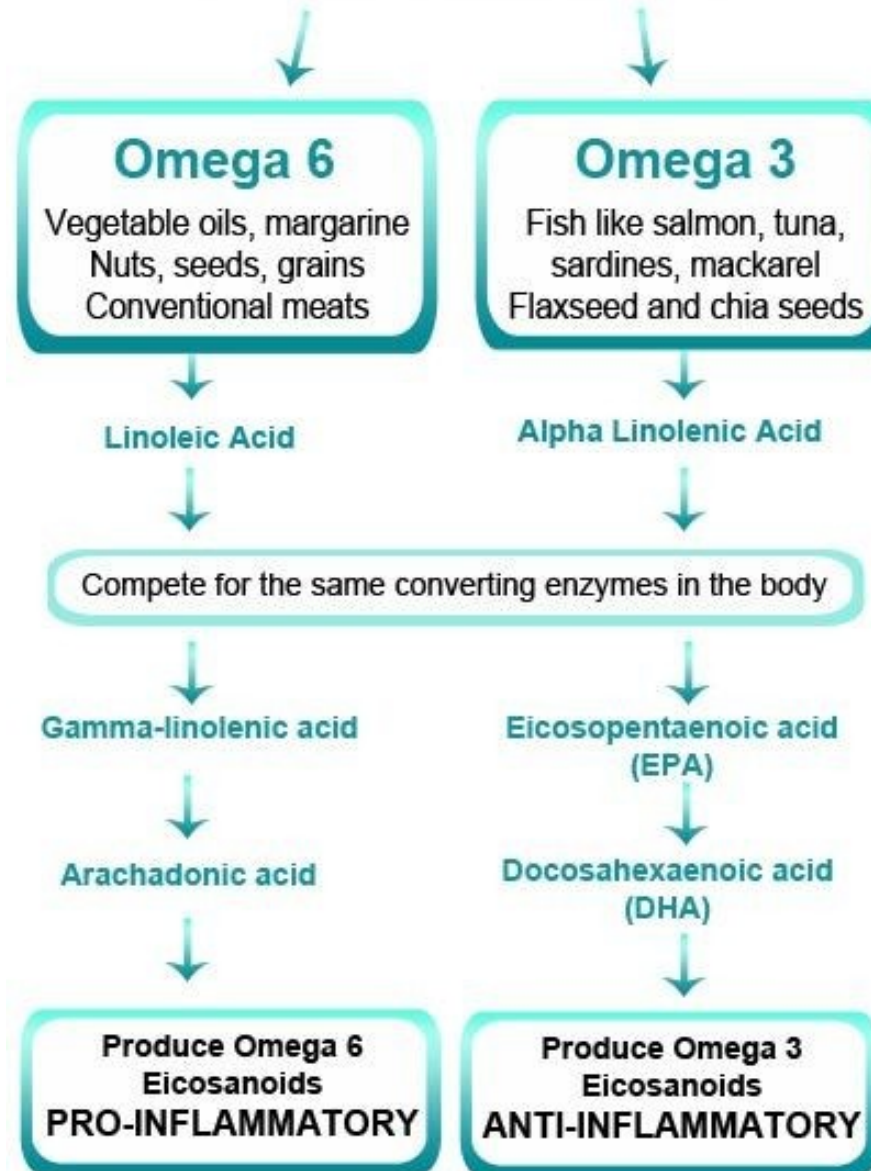 Omega 6
Vegetable oils, margarine
Nuts, seeds, grains
Conventional meats
Omega 3
Fish like salmon, tuna,
sardines, mackarel
Flaxseed and chia seeds
Linoleic Acid
Alpha Linolenic Acid
Compete for the same converting enzymes in the body
Gamma-linolenic acid
Eicosopentaenoic acid
(EPA)
Arachadonic acid
Docosahexaenoic acid
(DHA)
Produce Omega 6
Eicosanoids
PRO-INFLAMMATORY
Produce Omega 3
Eicosanoids
ANTI-INFLAMMATORY